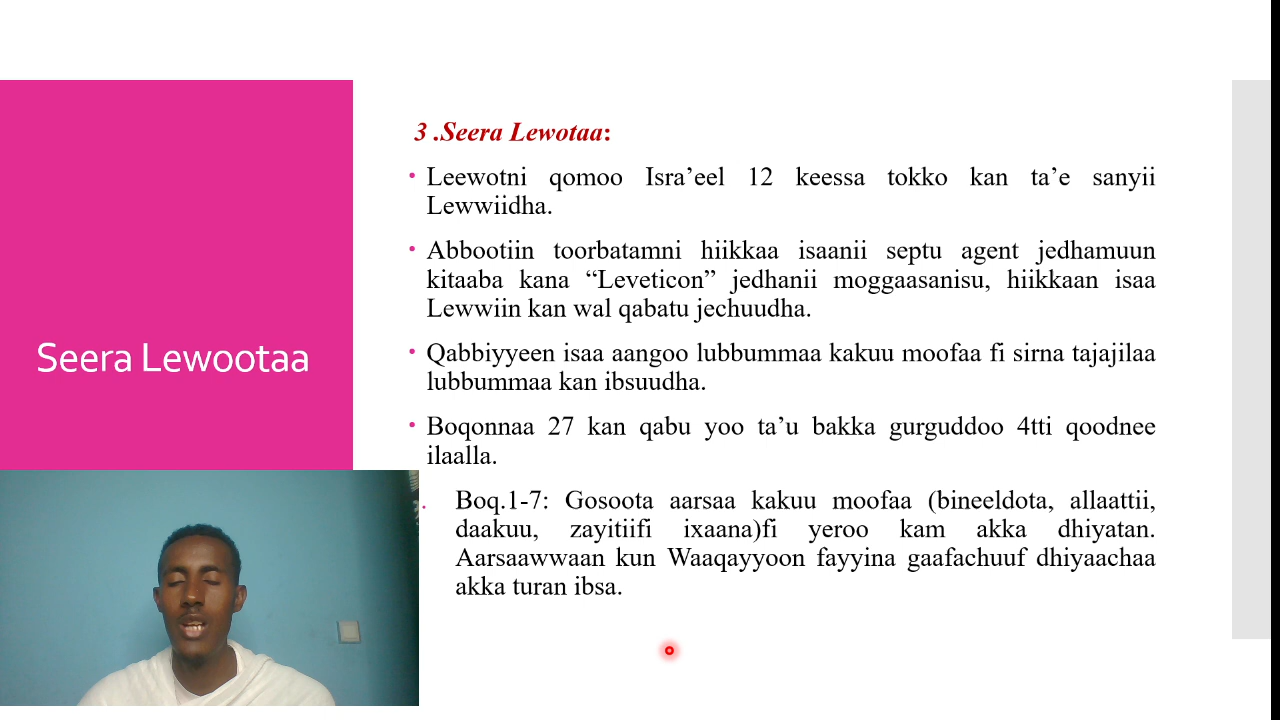 Seera Lewootaa
3 .Seera Lewotaa:
• Leewotni qomoo Isra’eel 12 keessa tokko kan ta’e sanyii
Lewwiidha.
• Abbootiin toorbatamni hiikkaa isaanii septu agent jedhamuun
kitaaba kana “Leveticon” jedhanii moggaasanisu, hiikkaan isaa
Lewwiin kan wal qabatu jechuudha.
• Qabbiyyeen isaa aangoo lubbummaa kakuu moofaa fi sirna tajajilaa
lubbummaa kan ibsuudha.
• Boqonnaa 27 kan qabu yoo ta’u bakka gurguddoo 4tti qoodnee
ilaalla.
Boq.1-7: Gosoota aarsaa kakuu moofaa (bineeldota, allaattii,
daakuu, zayitiifi ixaana)fi yeroo kam akka dhiyatan.
Aarsaawwaan kun Waaqayyoon fayyina gaafachuuf dhiyaachaa
akka turan ibsa.